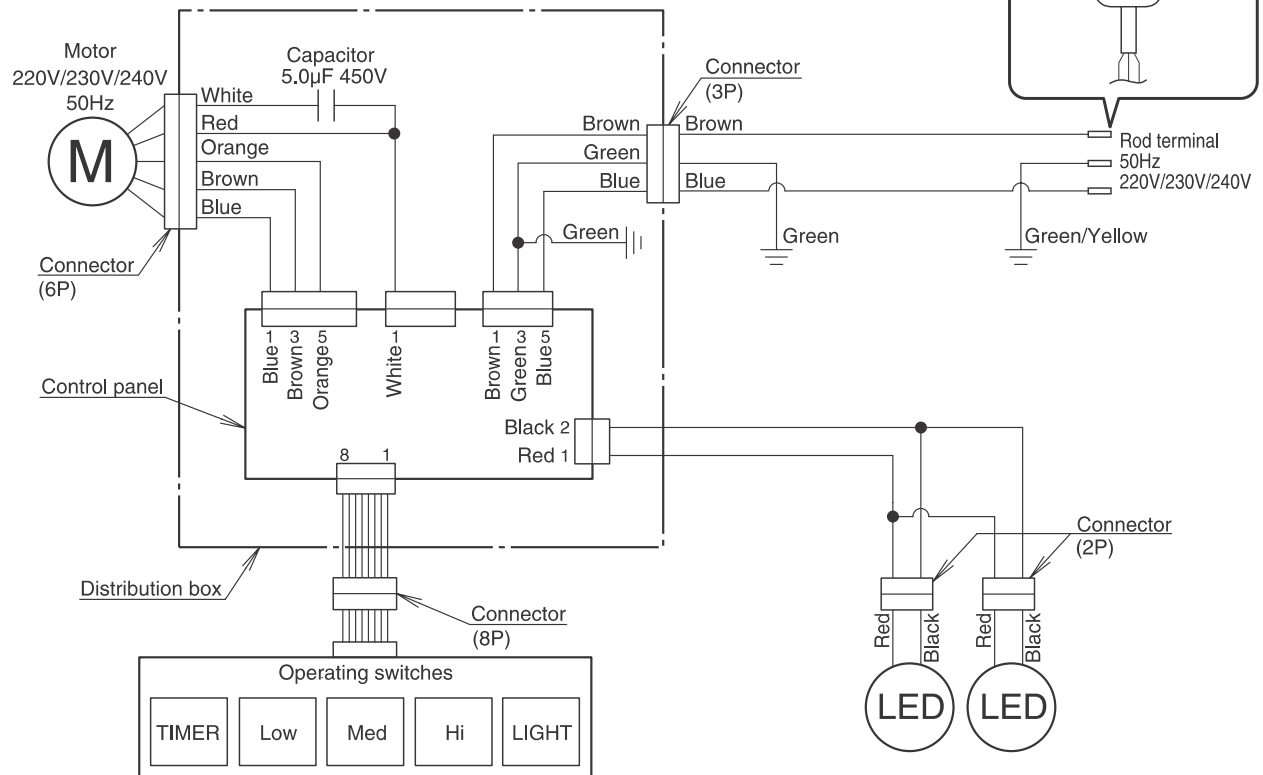 Motor
220V/230V/240V
50Hz
M
Capacitor
5.0µF 450V
White
Red
Orange
Brown
Blue
Connector
(6P)
Connector
(3P)
Brown
Green
Blue
Brown
Blue
Green
Green
Green/Yellow
Rod terminal
50Hz
220V/230V/240V
1 3 5
Blue
Brown
Orange
1
White
1 3 5
Brown
Green
Blue
Control panel
Black 2
Red 1
8 1
Distribution box
Connector
(8P)
Connector
(2P)
Red
Black
Red
Black
LED
LED
Operating switches
TIMER
Low
Med
Hi
LIGHT